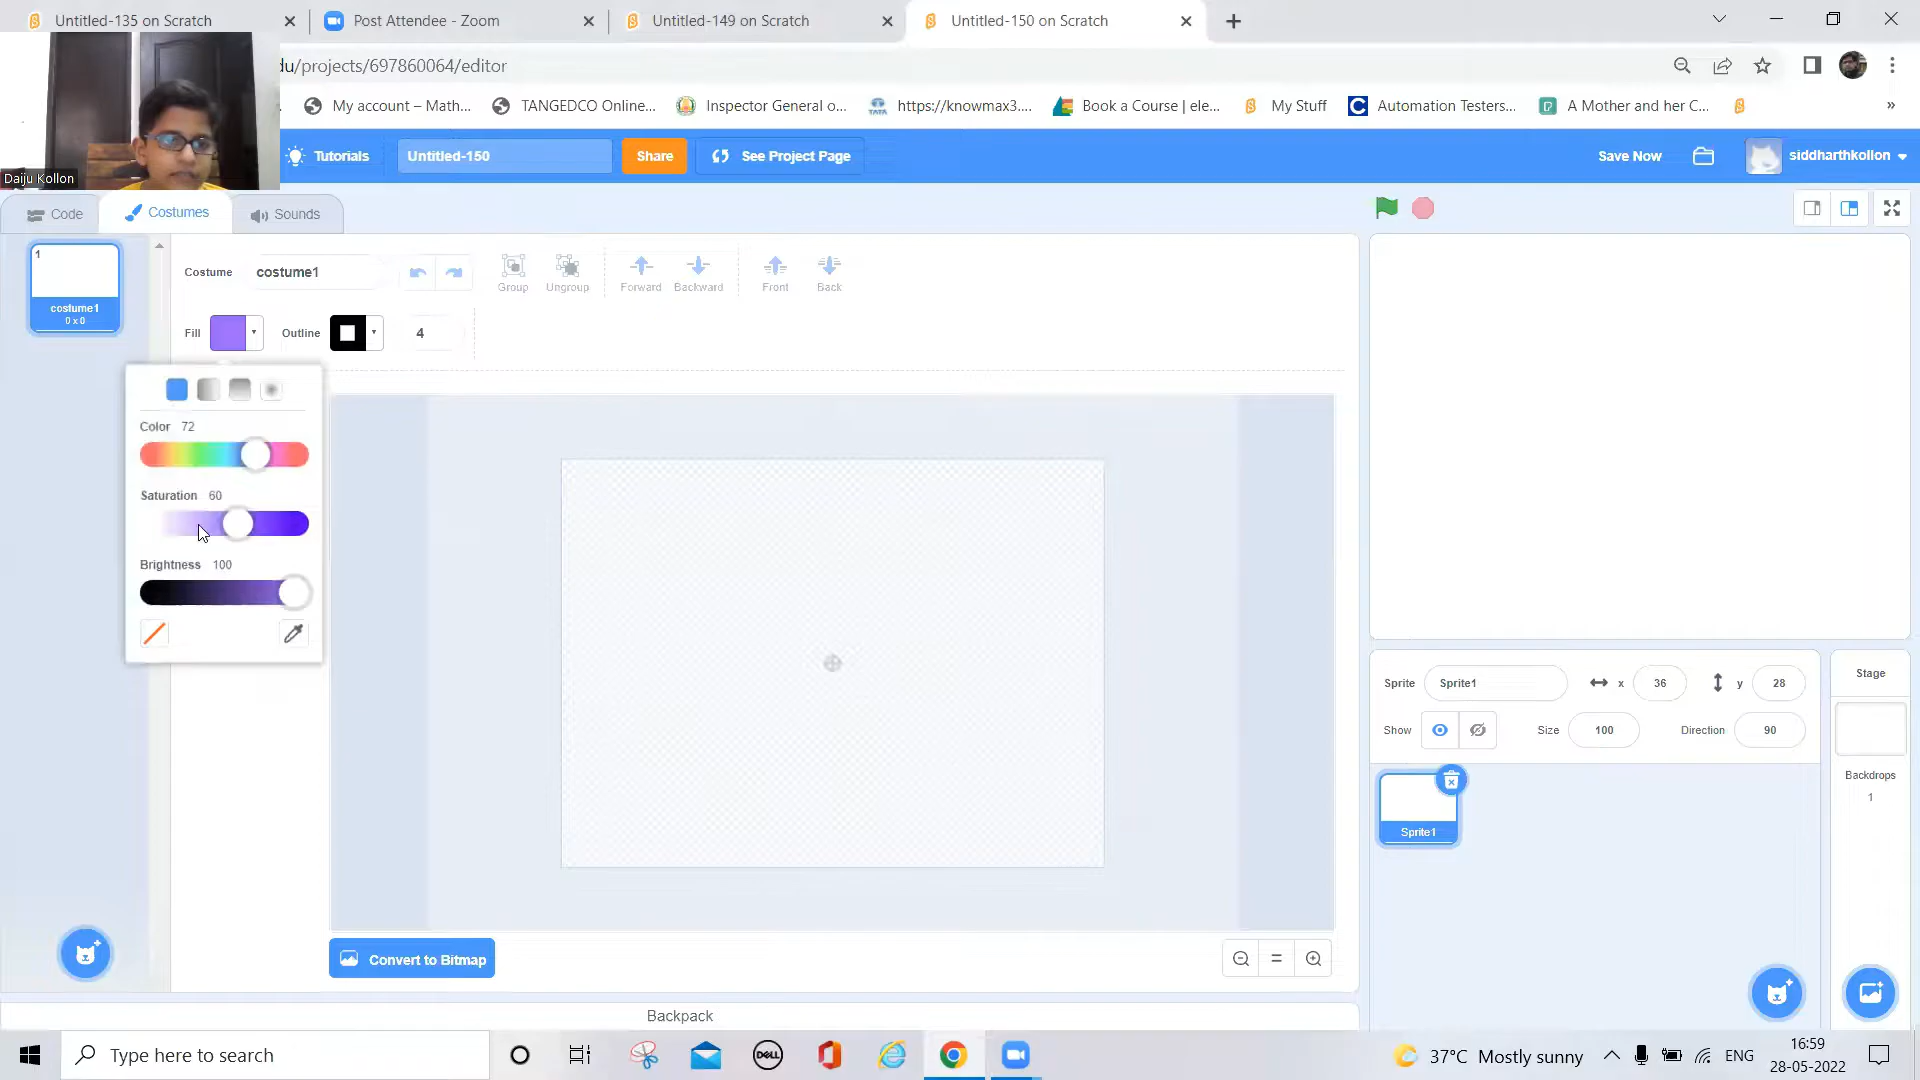 Untitled-135 on Scratch
Post Attendee - Zoom
Untitled-149 on Scratch
Untitled-150 on Scratch
du/projects/697860064/editor
My account – Math...
TANGEDCO Online...
Inspector General o...
https://knowmax3....
Book a Course | ele...
My Stuff
Automation Testers...
A Mother and her C...
»
Daiju Kollon
Tutorials
Untitled-150
Share
See Project Page
Save Now
siddharthkollon
Code
Costumes
Sounds
1
costume1
0 x 0
Costume
costume1
Group
Ungroup
Forward
Backward
Front
Back
Fill
Outline
4
Color 72
Saturation 60
Brightness 100
Convert to Bitmap
Backpack
Sprite
Sprite1
x
36
y
28
Show
Size
100
Direction
90
Sprite1
Stage
Backdrops
1
Type here to search
DELL
37°C Mostly sunny
ENG
16:59
28-05-2022